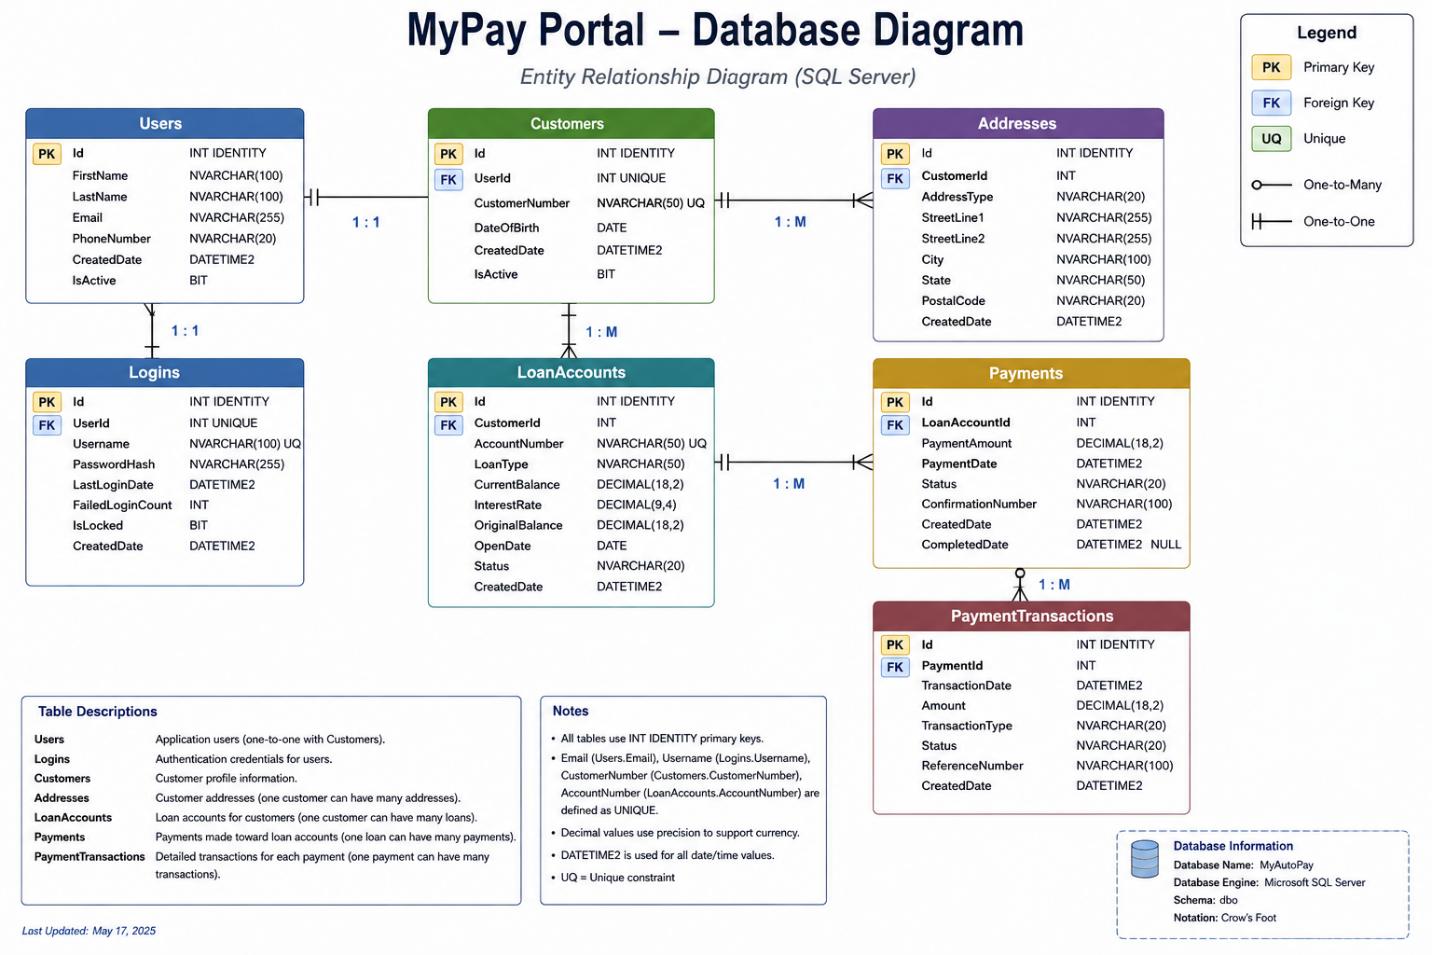 MyPay Portal – Database Diagram
Entity Relationship Diagram (SQL Server)
Legend
PK Primary Key
FK Foreign Key
UQ Unique
One-to-Many
One-to-One
Users
PK Id INT IDENTITY
FirstName NVARCHAR(100)
LastName NVARCHAR(100)
Email NVARCHAR(255)
PhoneNumber NVARCHAR(20)
CreatedDate DATETIME2
IsActive BIT
1 : 1
Customers
PK Id INT IDENTITY
FK UserId INT UNIQUE
CustomerNumber NVARCHAR(50) UQ
DateOfBirth DATE
CreatedDate DATETIME2
IsActive BIT
1 : M
Addresses
PK Id INT IDENTITY
FK CustomerId INT
AddressType NVARCHAR(20)
StreetLine1 NVARCHAR(255)
StreetLine2 NVARCHAR(255)
City NVARCHAR(100)
State NVARCHAR(50)
PostalCode NVARCHAR(20)
CreatedDate DATETIME2
1 : 1
1 : M
Logins
PK Id INT IDENTITY
FK UserId INT UNIQUE
Username NVARCHAR(100) UQ
PasswordHash NVARCHAR(255)
LastLoginDate DATETIME2
FailedLoginCount INT
IsLocked BIT
CreatedDate DATETIME2
LoanAccounts
PK Id INT IDENTITY
FK CustomerId INT
AccountNumber NVARCHAR(50) UQ
LoanType NVARCHAR(50)
CurrentBalance DECIMAL(18,2)
InterestRate DECIMAL(9,4)
OriginalBalance DECIMAL(18,2)
OpenDate DATE
Status NVARCHAR(20)
CreatedDate DATETIME2
1 : M
Payments
PK Id INT IDENTITY
FK LoanAccountId INT
PaymentAmount DECIMAL(18,2)
PaymentDate DATETIME2
Status NVARCHAR(20)
ConfirmationNumber NVARCHAR(100)
CreatedDate DATETIME2
CompletedDate DATETIME2 NULL
1 : M
PaymentTransactions
PK Id INT IDENTITY
FK PaymentId INT
TransactionDate DATETIME2
Amount DECIMAL(18,2)
TransactionType NVARCHAR(20)
Status NVARCHAR(20)
ReferenceNumber NVARCHAR(100)
CreatedDate DATETIME2
Table Descriptions
Users Application users (one-to-one with Customers).
Logins Authentication credentials for users.
Customers Customer profile information.
Addresses Customer addresses (one customer can have many addresses).
LoanAccounts Loan accounts for customers (one customer can have many loans).
Payments Payments made toward loan accounts (one loan can have many payments).
PaymentTransactions Detailed transactions for each payment (one payment can have many
transactions).
Notes
• All tables use INT IDENTITY primary keys.
• Email (Users.Email), Username (Logins.Username),
CustomerNumber (Customers.CustomerNumber),
AccountNumber (LoanAccounts.AccountNumber) are
defined as UNIQUE.
• Decimal values use precision to support currency.
• DATETIME2 is used for all date/time values.
• UQ = Unique constraint
Database Information
Database Name: MyAutoPay
Database Engine: Microsoft SQL Server
Schema: dbo
Notation: Crow's Foot
Last Updated: May 17, 2025